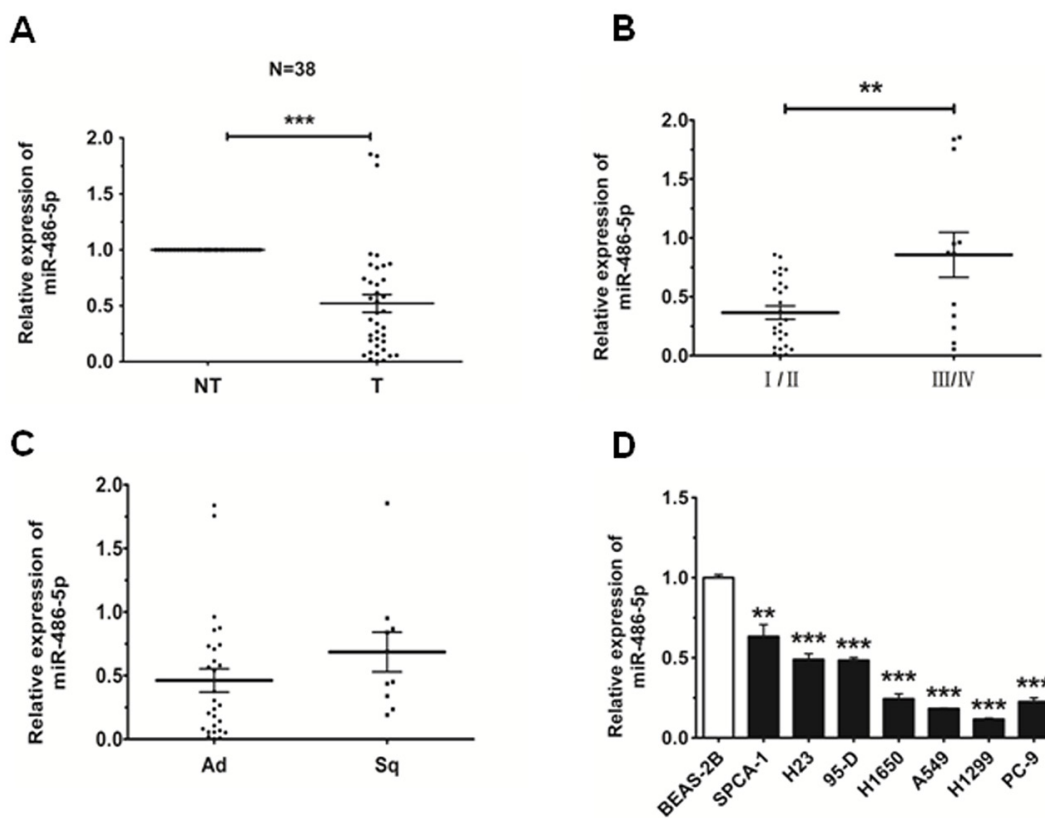 A
N=38
***
Relative expression of
miR-486-5p
2.0
1.5
1.0
0.5
0.0
NT
T
B
**
Relative expression of
miR-486-5p
2.0
1.5
1.0
0.5
0.0
Ⅰ/Ⅱ
Ⅲ/Ⅳ
C
Relative expression of
miR-486-5p
2.0
1.5
1.0
0.5
0.0
Ad
Sq
D
Relative expression of
miR-486-5p
1.5
1.0
0.5
0.0
**
***
***
***
***
***
***
BEAS-2B
SPCA-1
H23
95-D
H1650
A549
H1299
PC-9